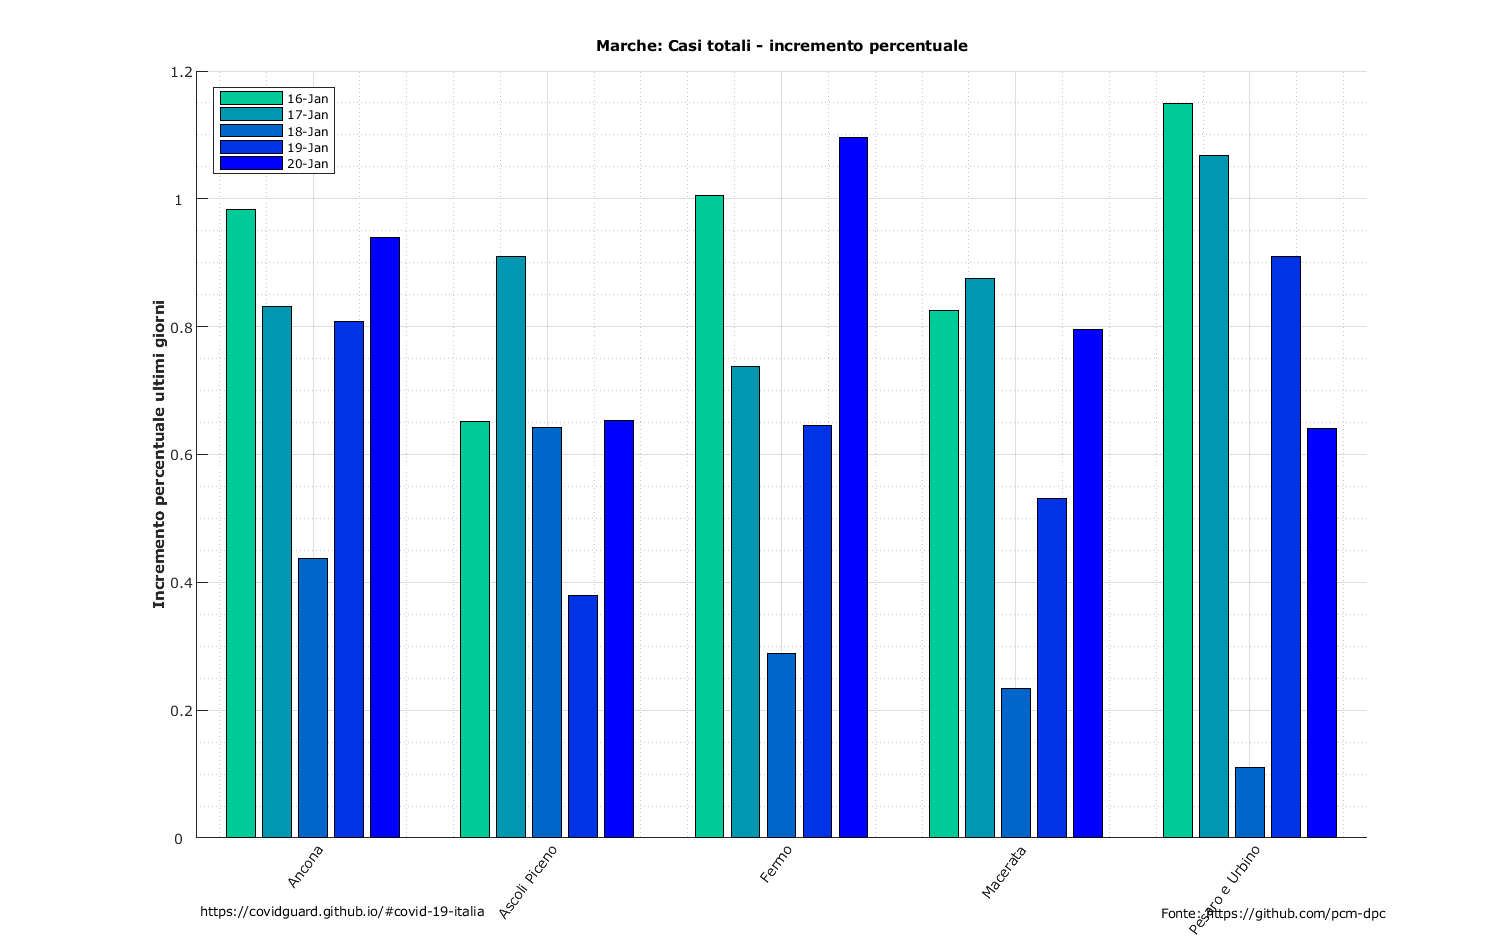 Marche: Casi totali - incremento percentuale
16-Jan
17-Jan
18-Jan
19-Jan
20-Jan
Incremento percentuale ultimi giorni
1.2
1
0.8
0.6
0.4
0.2
0
Ancona
Ascoli Piceno
Fermo
Macerata
Pesaro e Urbino
https://covidguard.github.io/#covid-19-italia
Fonte: https://github.com/pcm-dpc